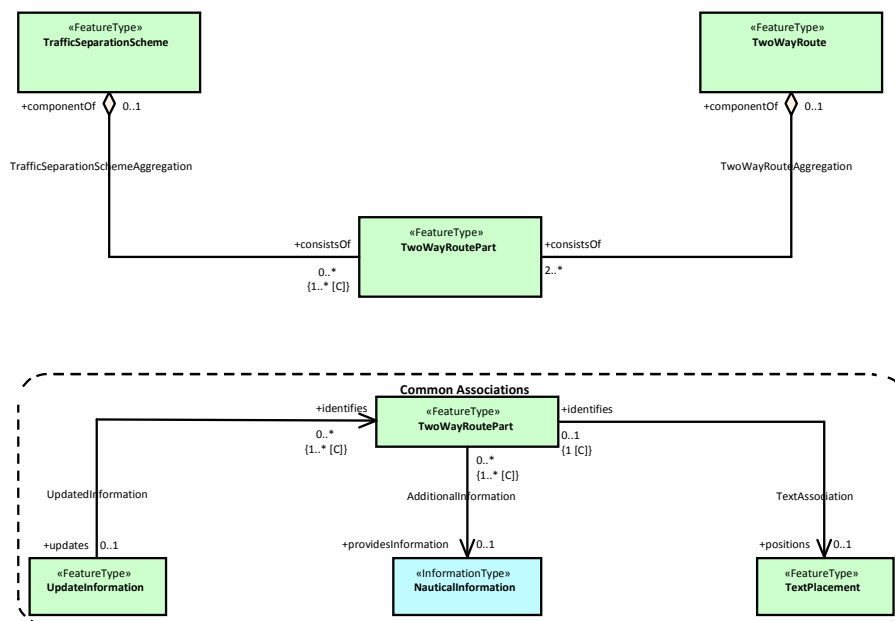 «FeatureType»
TrafficSeparationScheme
«FeatureType»
TwoWayRoute
+componentOf 0..1
+componentOf 0..1
TrafficSeparationSchemeAggregation
TwoWayRouteAggregation
«FeatureType»
TwoWayRoutePart
+consistsOf
0..*
{1..* [C]}
+consistsOf
2..*
Common Associations
«FeatureType»
TwoWayRoutePart
+identifies
0..*
{1..* [C]}
+identifies
0..1
{1 [C]}
0..*
{1..* [C]}
UpdatedInformation
AdditionalInformation
TextAssociation
+updates 0..1
+providesInformation 0..1
+positions 0..1
«FeatureType»
UpdateInformation
«InformationType»
NauticalInformation
«FeatureType»
TextPlacement